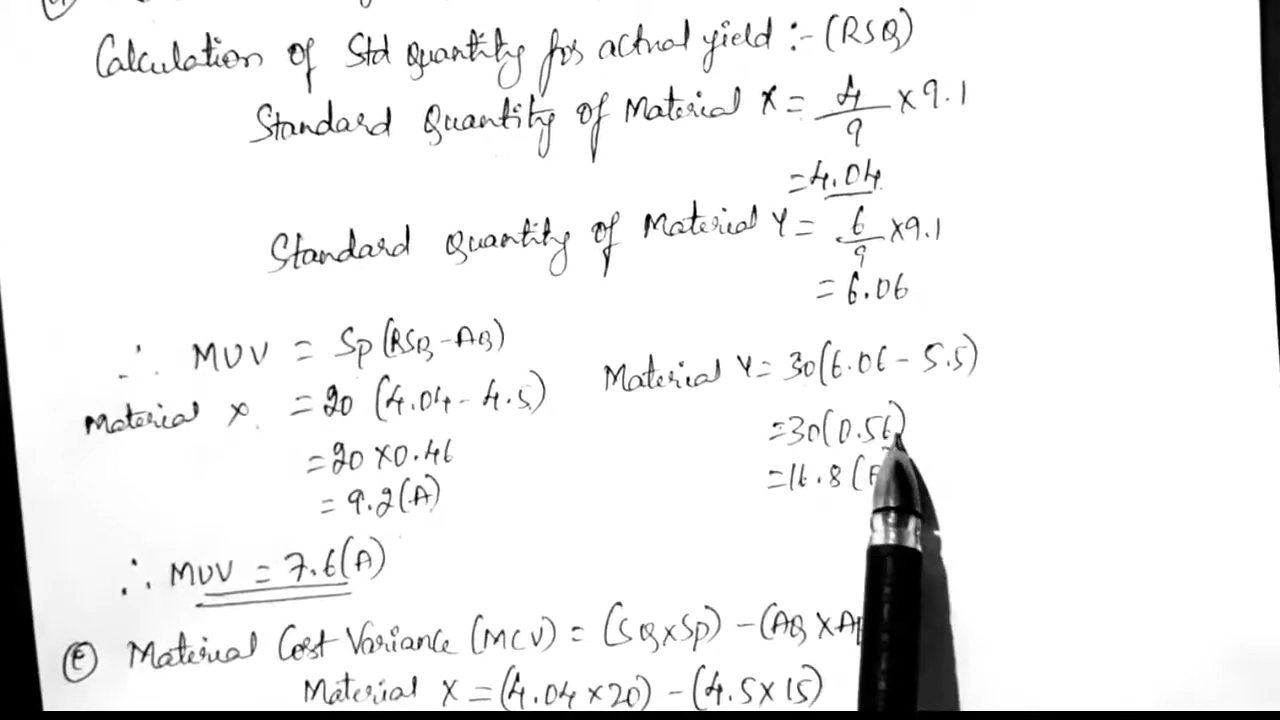 Calculation of Std Quantity for actual yield :- (RSQ)
Standard Quantity of Material X = 4/9 × 9.1
= 4.04
Standard Quantity of Material Y = 6/9 × 9.1
= 6.06
∴ MUV = SP (RSQ - AQ)
Material X = 20 (4.04 - 4.5)
= 20 × 0.46
= 9.2 (A)
Material Y = 30 (6.06 - 5.5)
= 30 (0.56)
= 16.8
∴ MUV = 7.6 (A)
E Material Cost Variance (MCV) = (SQ × SP) - (AQ ×
Material X = (4.04 × 20) - (4.5 × 15)